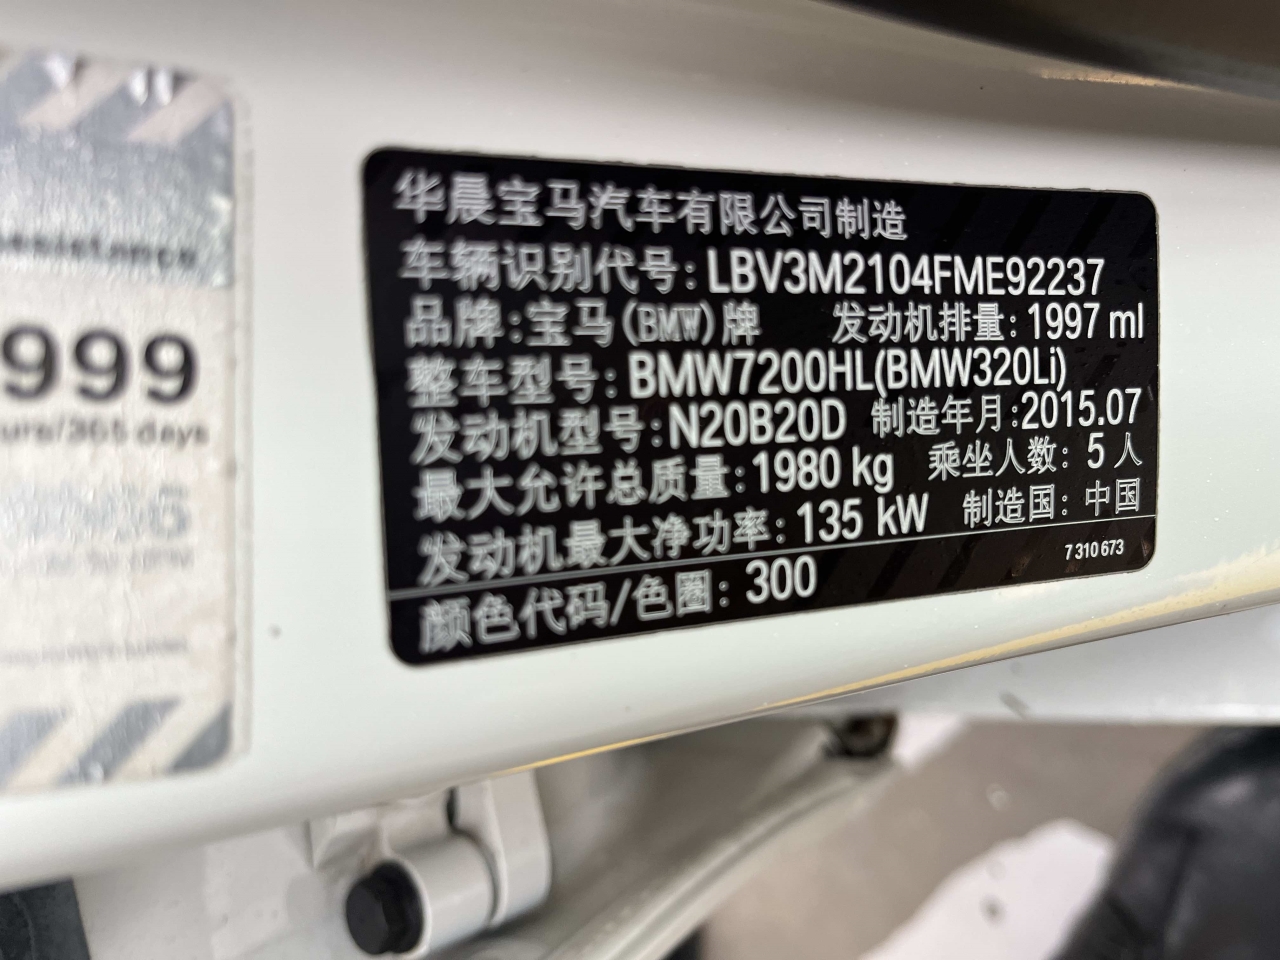 华晨宝马汽车有限公司制造
车辆识别代号: LBV3M2104FME92237
品牌:宝马(BMW)牌 发动机排量: 1997 ml
整车型号: BMW7200HL(BMW320Li)
发动机型号: N20B20D 制造年月:2015.07
最大允许总质量: 1980 kg 乘坐人数: 5 人
发动机最大净功率: 135 kW 制造国: 中国
7 310 673
颜色代码/色圈: 300
assistance
999
/365 days